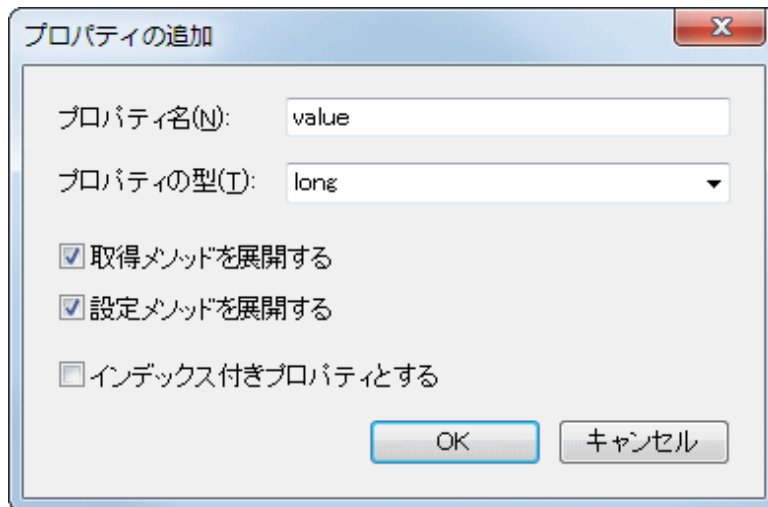 プロパティの追加
プロパティ名(N): value
プロパティの型(T): long
取得メソッドを展開する
設定メソッドを展開する
インデックス付きプロパティとする
OK キャンセル